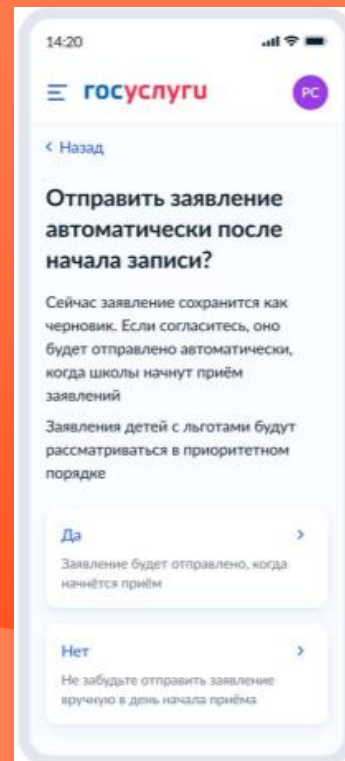 14:20
госуслуги
РС
Назад
Отправить заявление
автоматически после
начала записи?
Сейчас заявление сохранится как
черновик. Если согласитесь, оно
будет отправлено автоматически,
когда школы начнут приём
заявлений
Заявления детей с льготами будут
рассматриваться в приоритетном
порядке
Да
Заявление будет отправлено, когда
начнётся приём
Нет
Не забудьте отправить заявление
вручную в день начала приёма